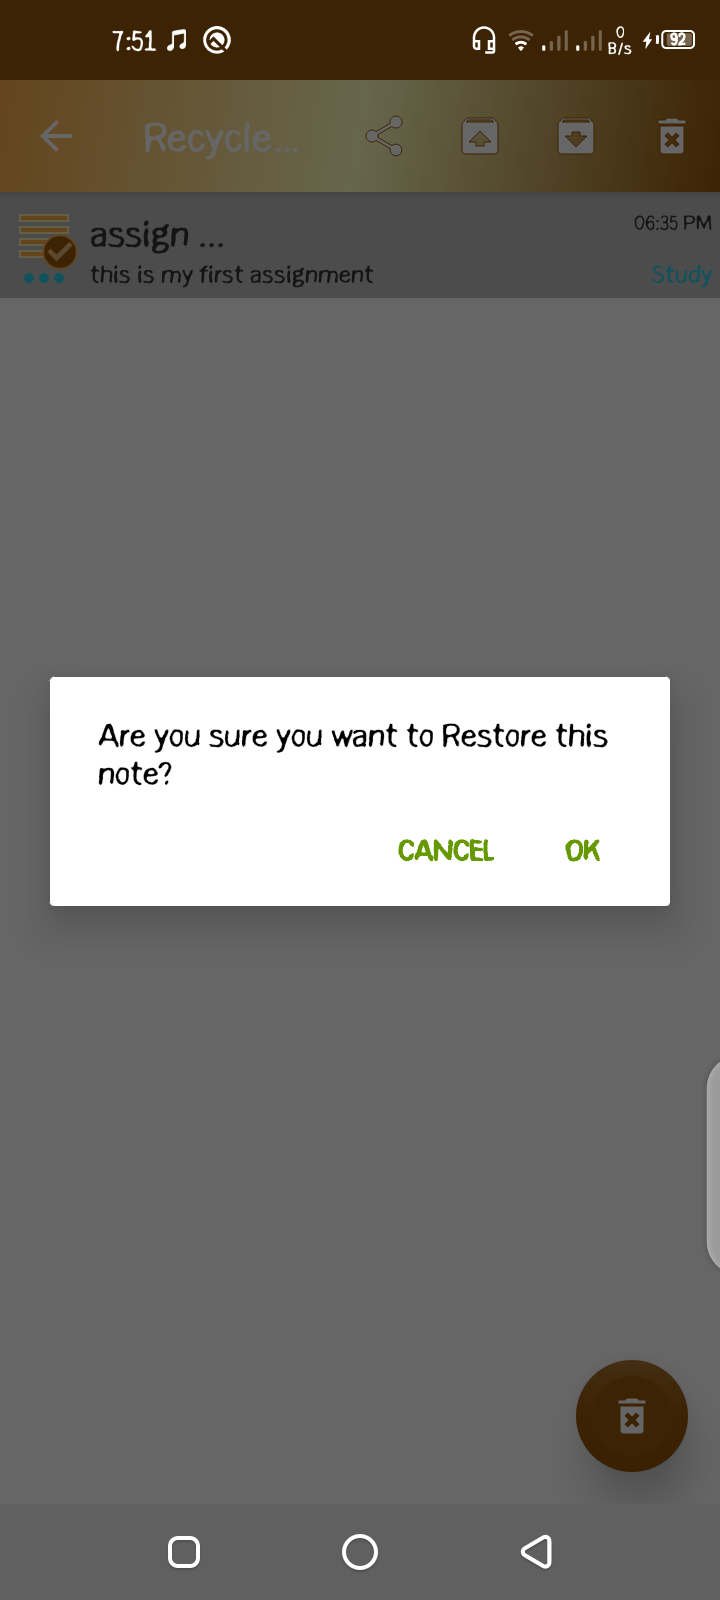 7:51
0
B/s
92
Recycle...
assign ...
06:35 PM
this is my first assignment
Study
Are you sure you want to Restore this
note?
CANCEL
OK